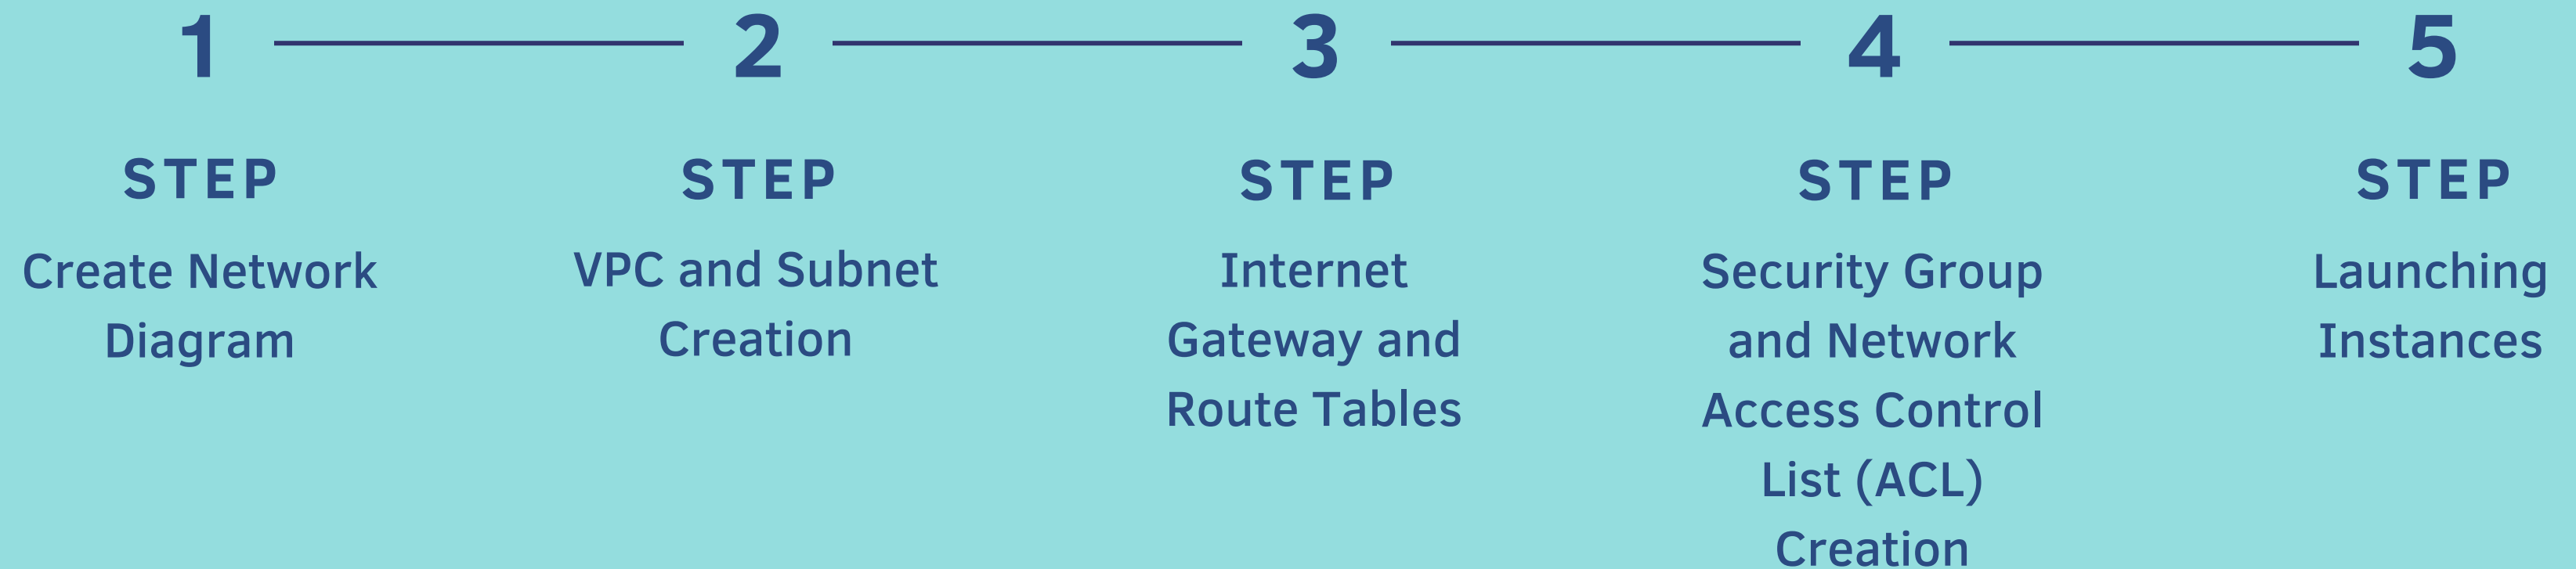 1
STEP
Create Network
Diagram
2
STEP
VPC and Subnet
Creation
3
STEP
Internet
Gateway and
Route Tables
4
STEP
Security Group
and Network
Access Control
List (ACL)
Creation
5
STEP
Launching
Instances